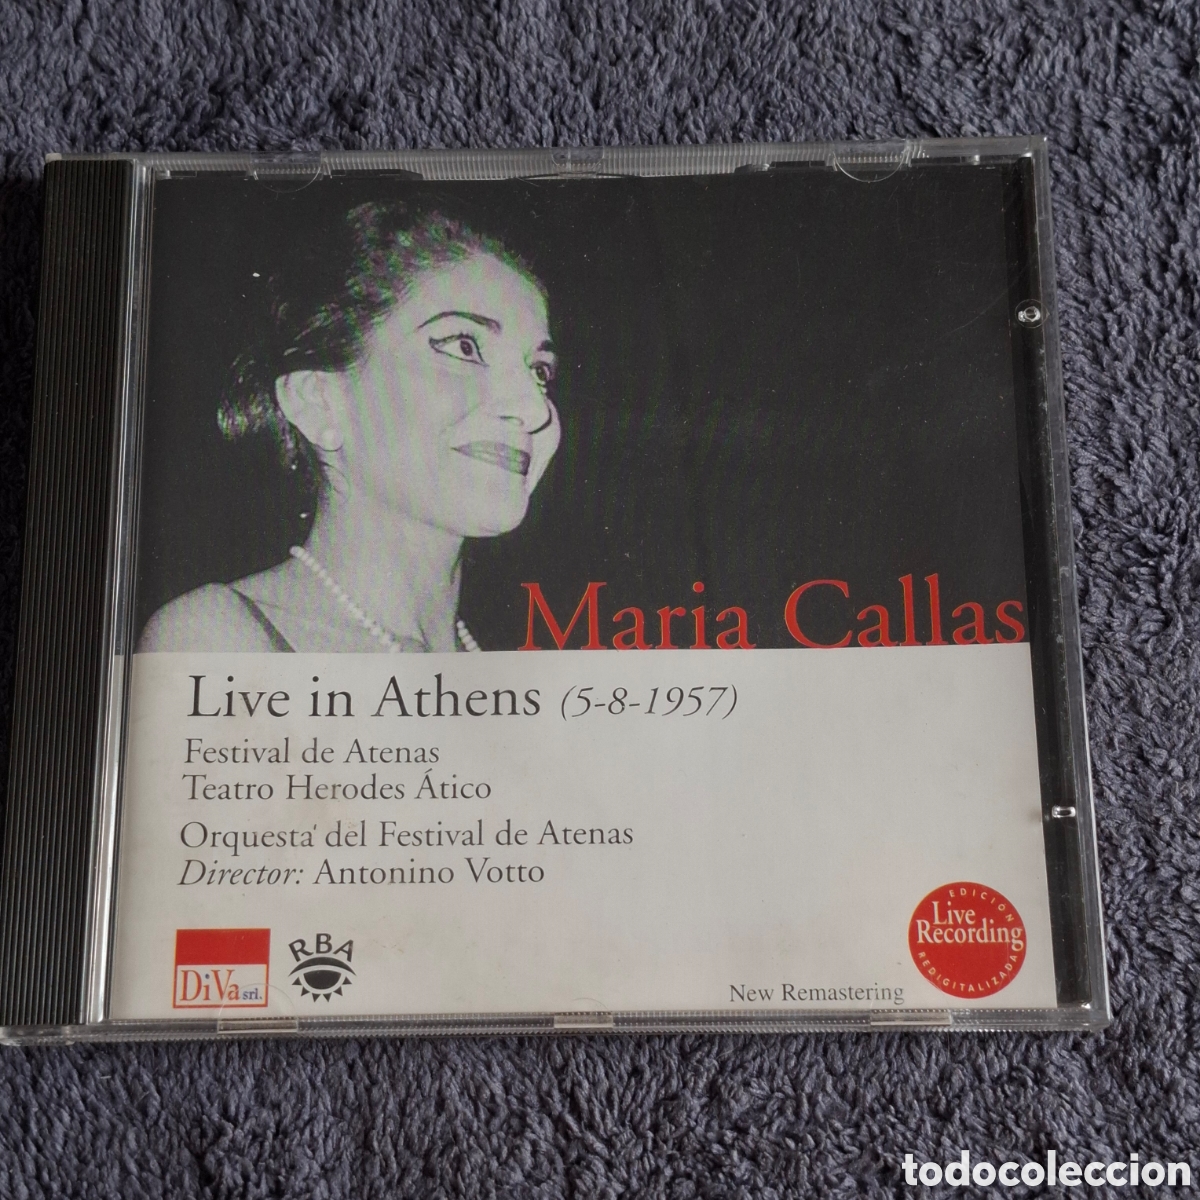 Maria Callas
Live in Athens (5-8-1957)
Festival de Atenas
Teatro Herodes Ático
Orquesta del Festival de Atenas
Director: Antonino Votto
DiVa srl.
RBA
New Remastering
EDICION
Live
Recording
REDIGITALIZADA
todocoleccion